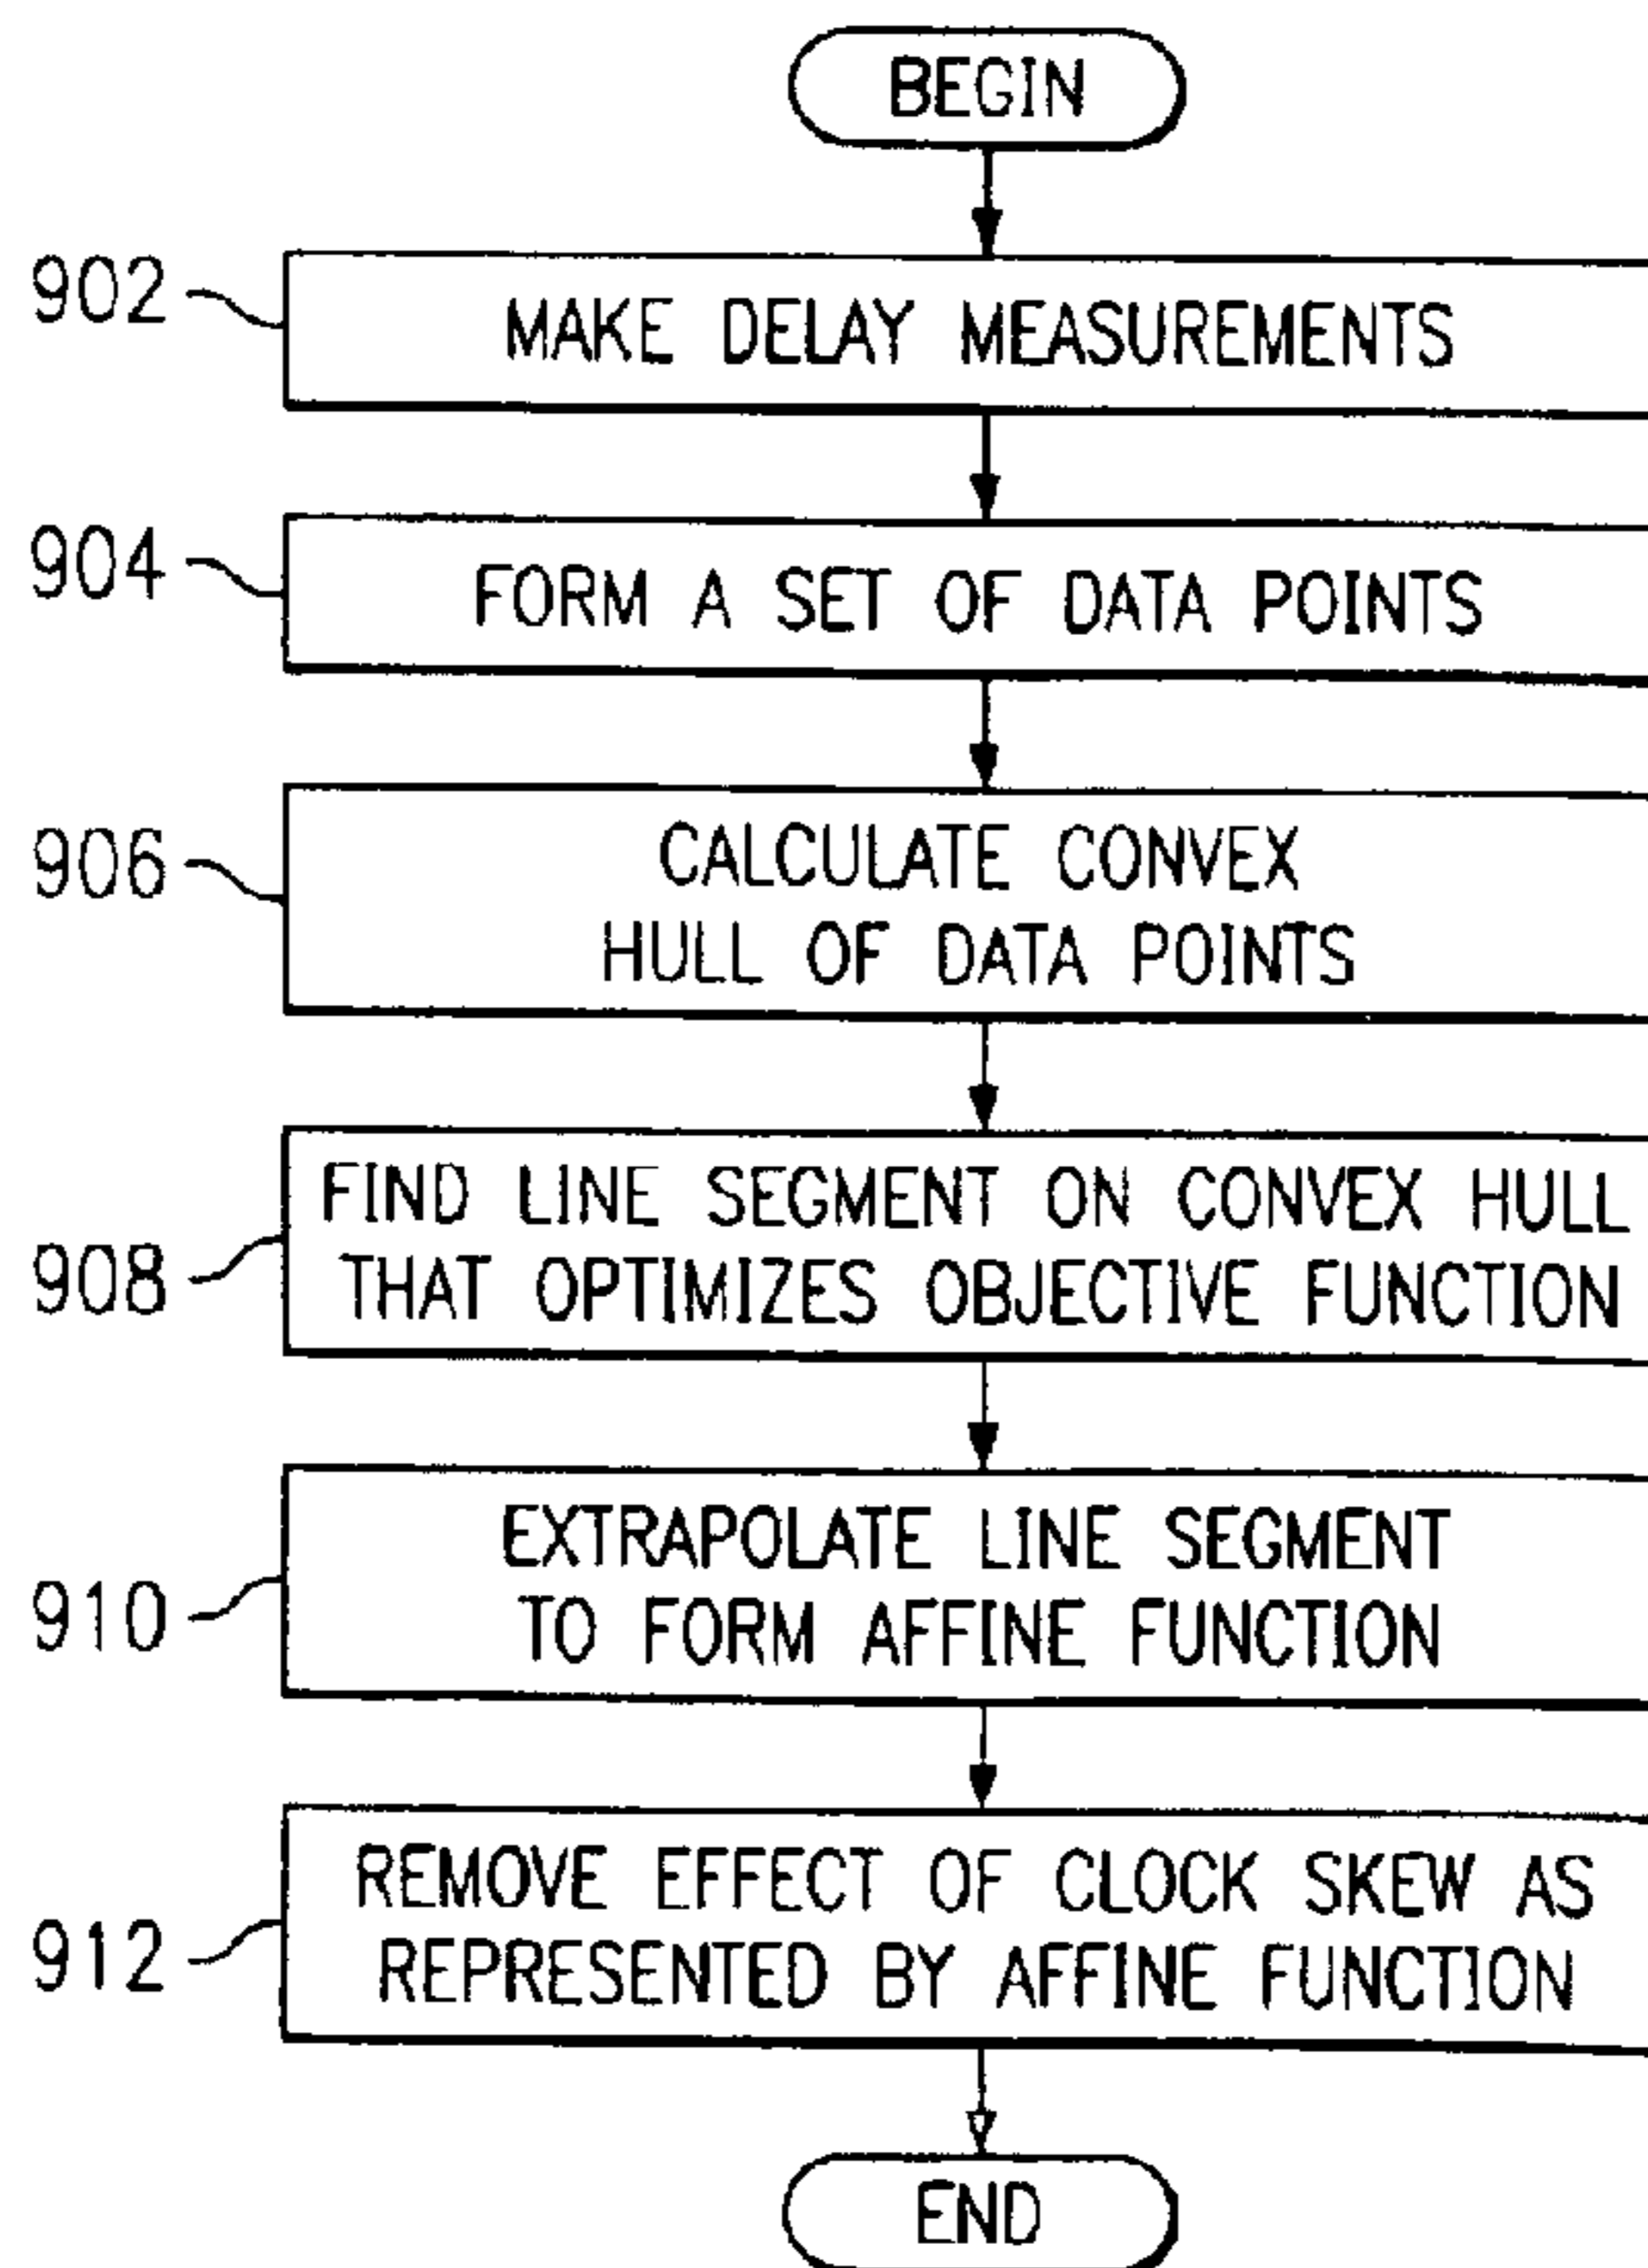 BEGIN
902
MAKE DELAY MEASUREMENTS
904
FORM A SET OF DATA POINTS
906
CALCULATE CONVEX
HULL OF DATA POINTS
908
FIND LINE SEGMENT ON CONVEX HULL
THAT OPTIMIZES OBJECTIVE FUNCTION
910
EXTRAPOLATE LINE SEGMENT
TO FORM AFFINE FUNCTION
912
REMOVE EFFECT OF CLOCK SKEW AS
REPRESENTED BY AFFINE FUNCTION
END